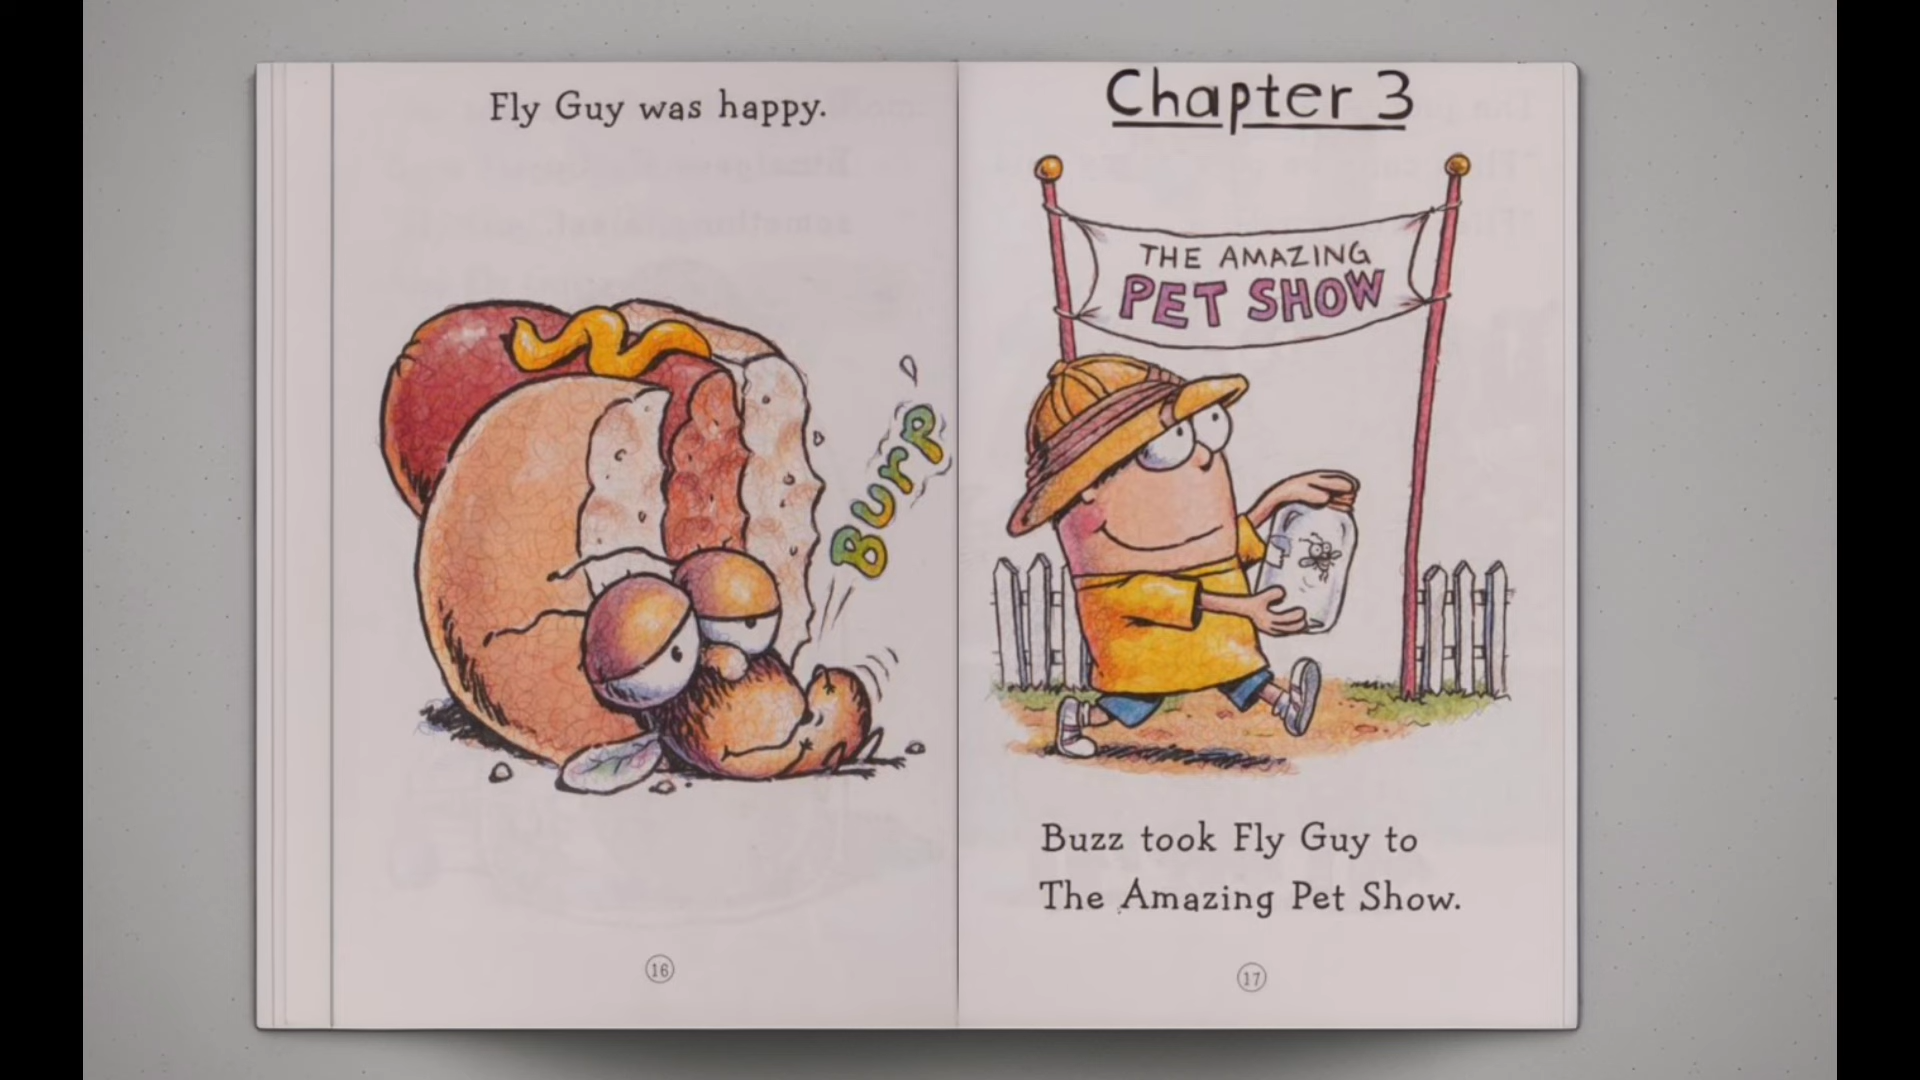 Fly Guy was happy.
Burp
16
Chapter 3
THE AMAZING
PET SHOW
Buzz took Fly Guy to
The Amazing Pet Show.
17